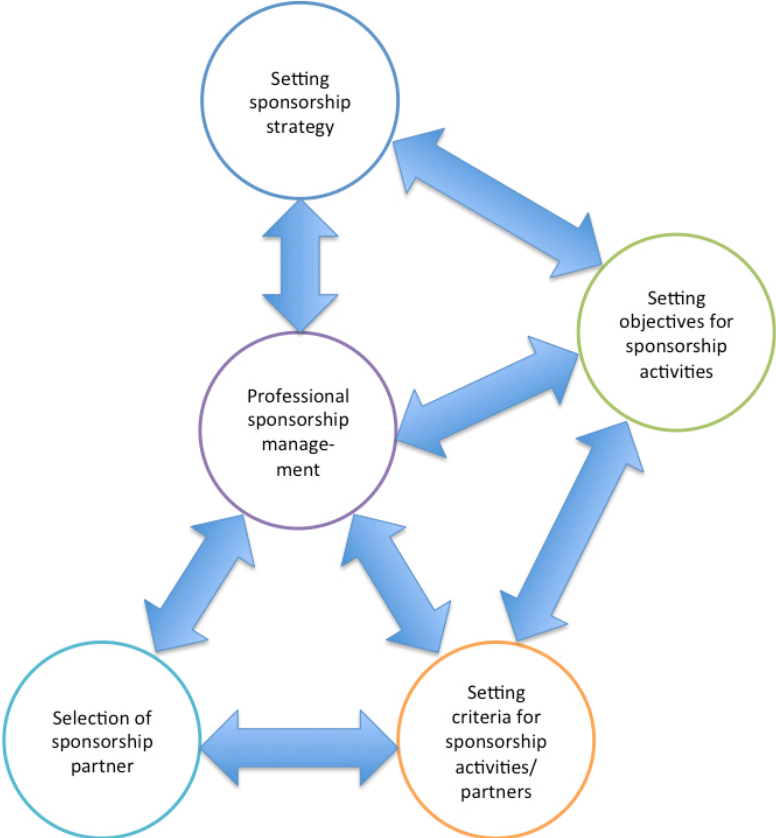 Setting
sponsorship
strategy
Setting
objectives for
sponsorship
activities
Professional
sponsorship
manage-
ment
Selection of
sponsorship
partner
Setting
criteria for
sponsorship
activities/
partners